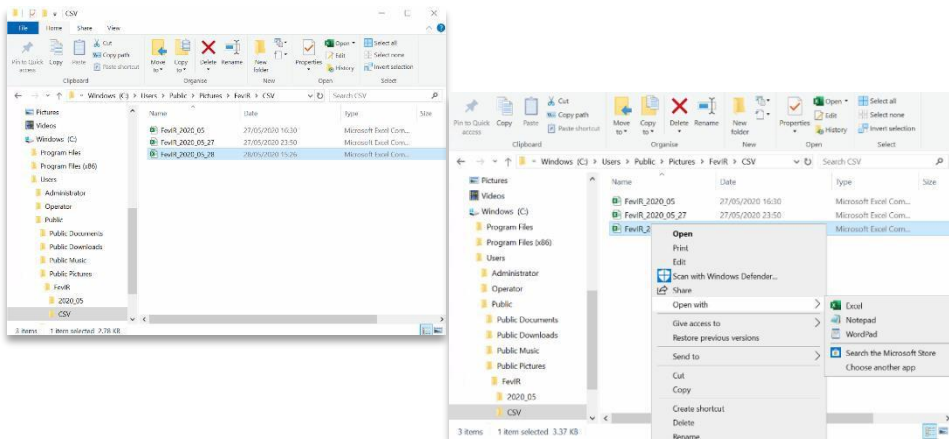 CSV
File Home Share View
Pin to Quick access Copy Paste Cut Copy path Paste shortcut
Move to Copy to Delete Rename New folder Properties Open Edit History Select all Select none Invert selection
Clipboard Organise New Open Select
Windows (C:) > Users > Public > Pictures > FevIR > CSV Search CSV
Name Date Type Size
FevIR_2020_05 27/05/2020 16:30 Microsoft Excel Com...
FevIR_2020_05_27 27/05/2020 23:50 Microsoft Excel Com...
FevIR_2020_05_28 28/05/2020 15:26 Microsoft Excel Com...
Pictures
Videos
Windows (C:)
Program Files
Program Files (x86)
Users
Administrator
Operator
Public
Public Documents
Public Downloads
Public Music
Public Pictures
FevIR
2020_05
CSV
3 items 1 item selected 2.78 KB
Pin to Quick access Copy Paste Cut Copy path Paste shortcut
Move to Copy to Delete Rename New folder Properties Open Edit History Select all Select none Invert selection
Clipboard Organise New Open Select
Windows (C:) > Users > Public > Pictures > FevIR > CSV Search CSV
Name Date Type Size
FevIR_2020_05 27/05/2020 16:30 Microsoft Excel Com...
FevIR_2020_05_27 27/05/2020 23:50 Microsoft Excel Com...
FevIR_2 Microsoft Excel Com...
Pictures
Videos
Windows (C:)
Program Files
Program Files (x86)
Users
Administrator
Operator
Public
Public Documents
Public Downloads
Public Music
Public Pictures
FevIR
2020_05
CSV
3 items 1 item selected 3.37 KB
Open
Print
Edit
Scan with Windows Defender...
Share
Open with
Give access to
Restore previous versions
Send to
Cut
Copy
Create shortcut
Delete
Rename
Excel
Notepad
WordPad
Search the Microsoft Store
Choose another app